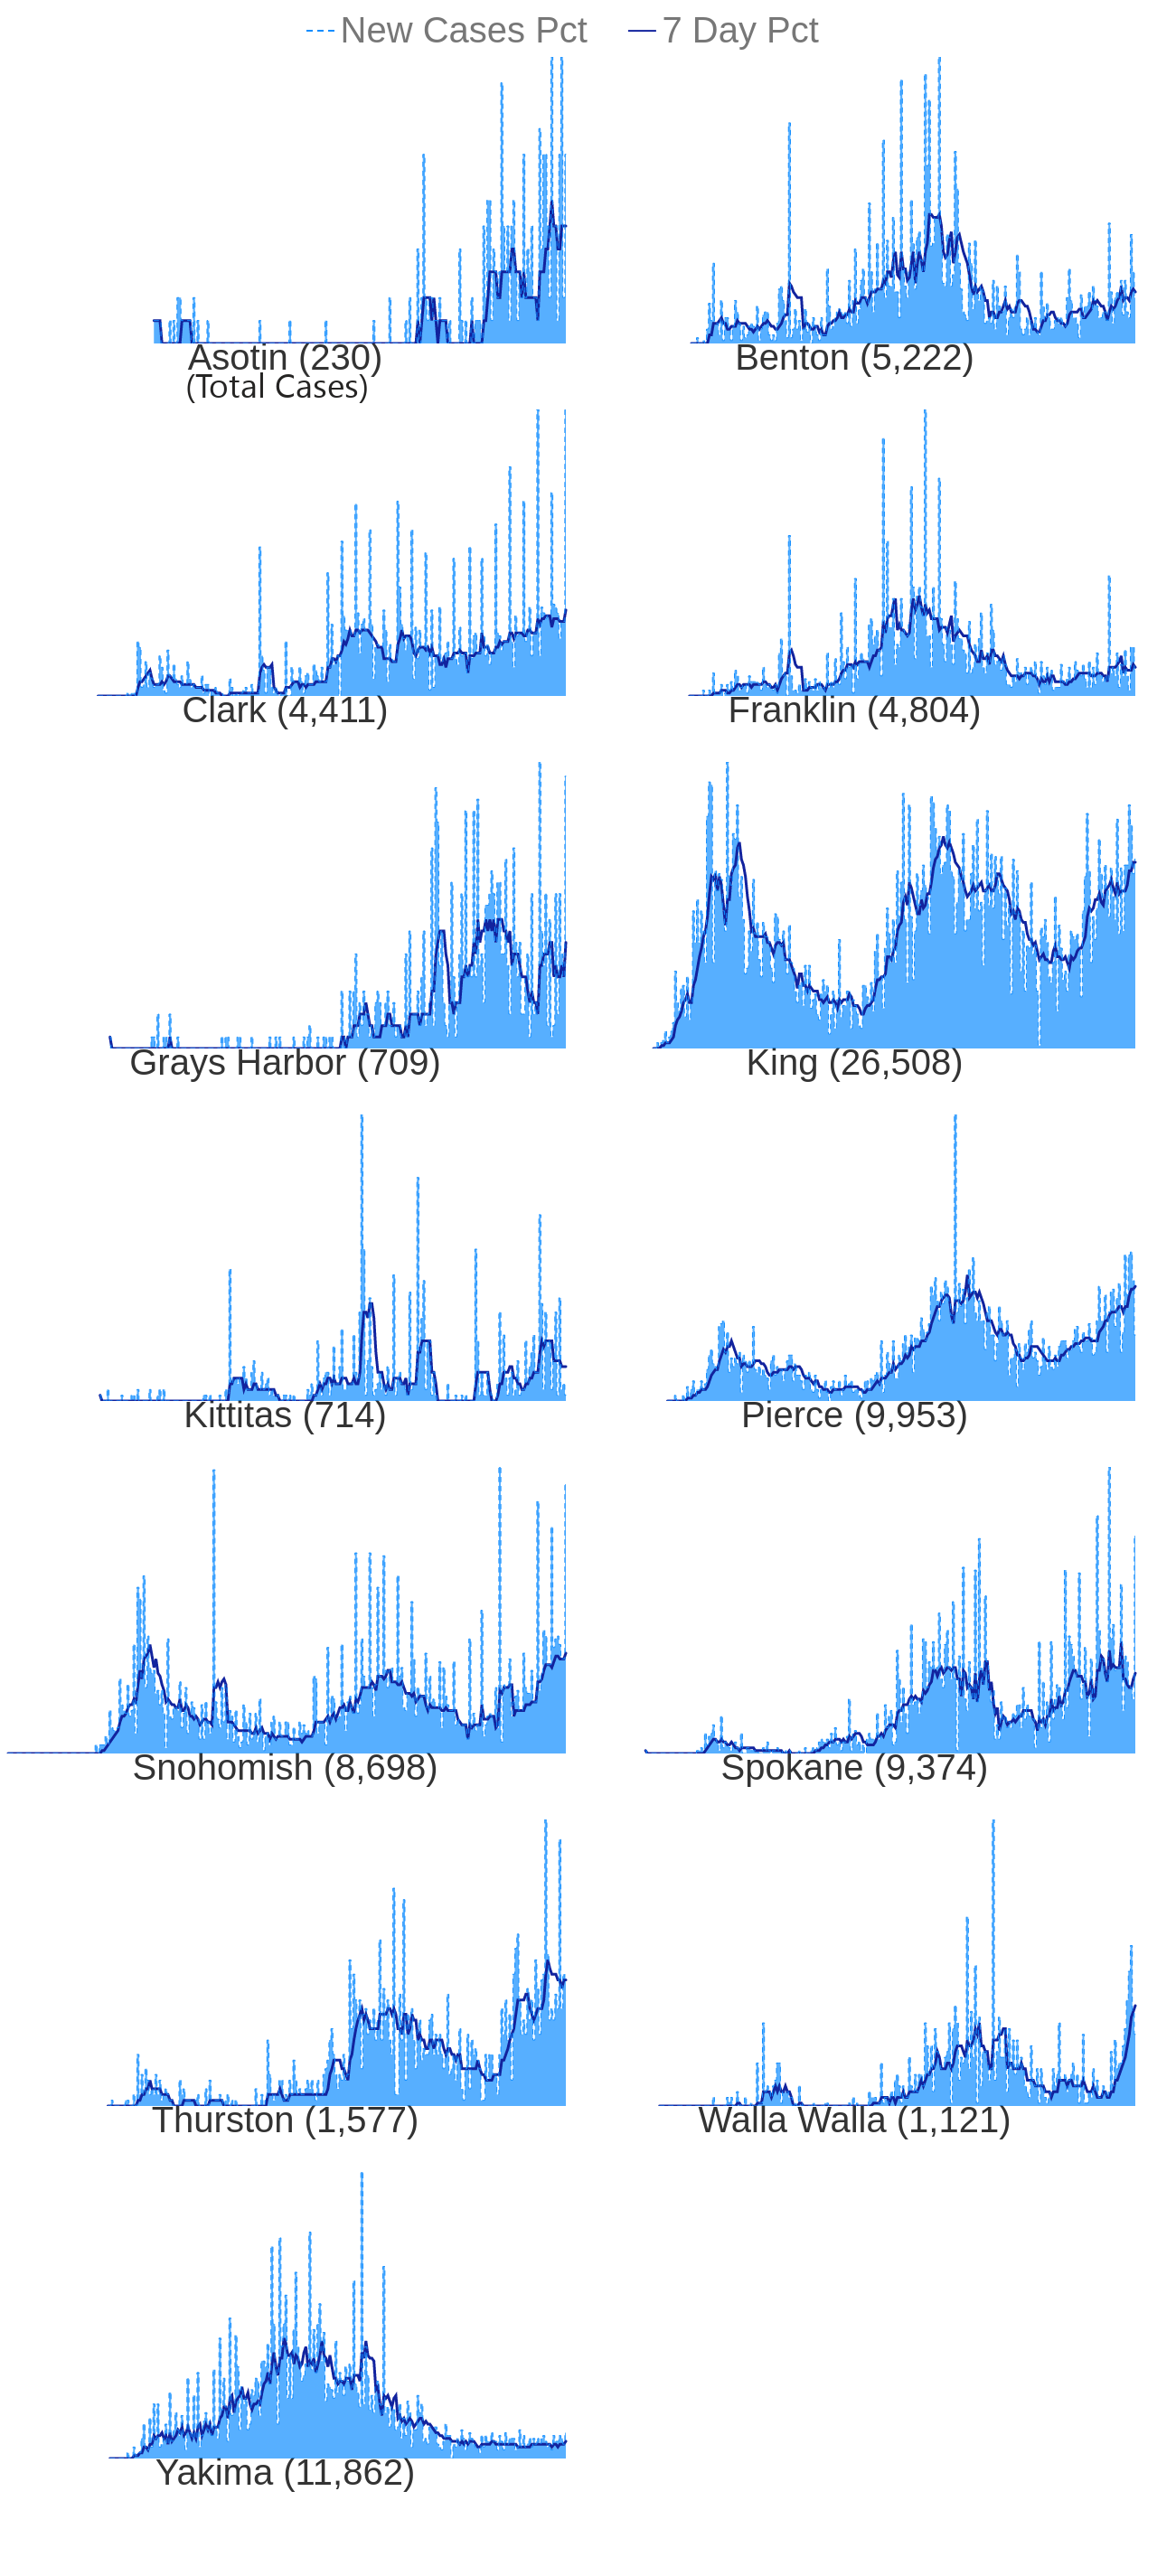 New Cases Pct 7 Day Pct
Asotin (230) Benton (5,222)
(Total Cases)
Clark (4,411) Franklin (4,804)
Grays Harbor (709) King (26,508)
Kittitas (714) Pierce (9,953)
Snohomish (8,698) Spokane (9,374)
Thurston (1,577) Walla Walla (1,121)
Yakima (11,862)